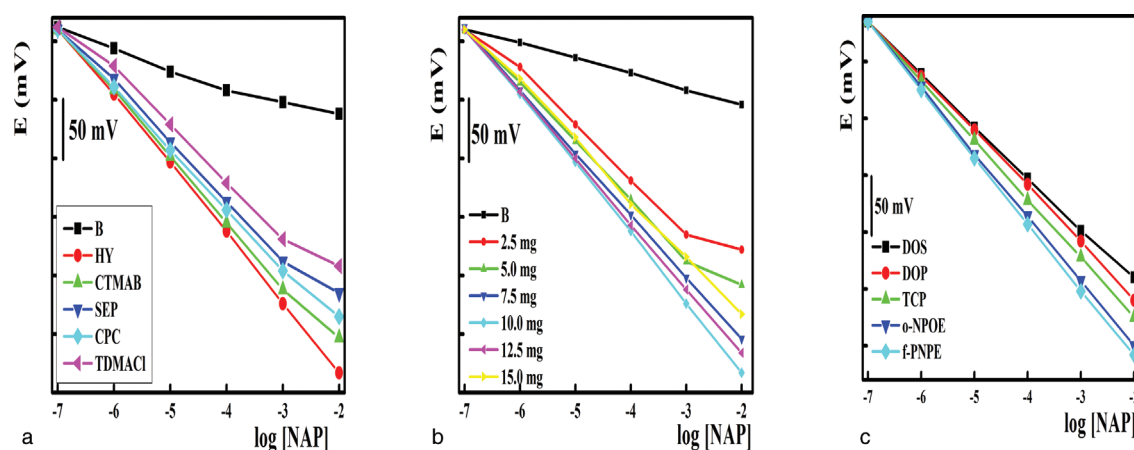 E (mV)
50 mV
B
HY
CTMAB
SEP
CPC
TDMACl
-7 -6 -5 -4 -3 -2
log [NAP]
a
E (mV)
50 mV
B
2.5 mg
5.0 mg
7.5 mg
10.0 mg
12.5 mg
15.0 mg
-7 -6 -5 -4 -3 -2
log [NAP]
b
E (mV)
50 mV
DOS
DOP
TCP
o-NPOE
f-PNPE
-7 -6 -5 -4 -3 -2
log [NAP]
c